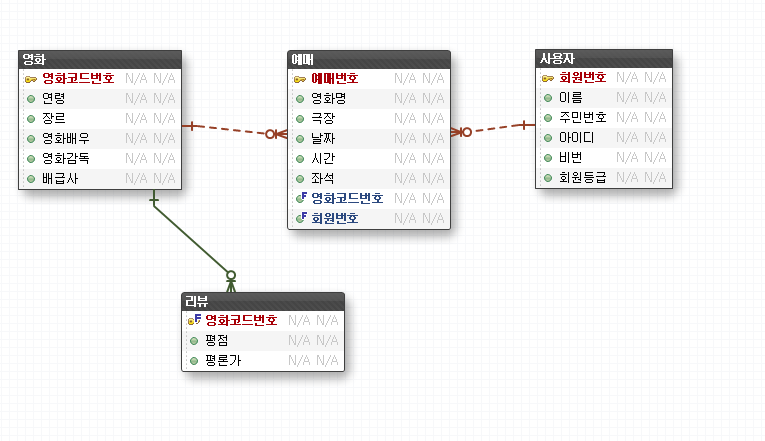 영화
영화코드번호 N/A N/A
연령 N/A N/A
장르 N/A N/A
영화배우 N/A N/A
영화감독 N/A N/A
배급사 N/A N/A
예매
예매번호 N/A N/A
영화명 N/A N/A
극장 N/A N/A
날짜 N/A N/A
시간 N/A N/A
좌석 N/A N/A
F 영화코드번호 N/A N/A
F 회원번호 N/A N/A
사용자
회원번호 N/A N/A
이름 N/A N/A
주민번호 N/A N/A
아이디 N/A N/A
비번 N/A N/A
회원등급 N/A N/A
리뷰
F 영화코드번호 N/A N/A
평점 N/A N/A
평론가 N/A N/A